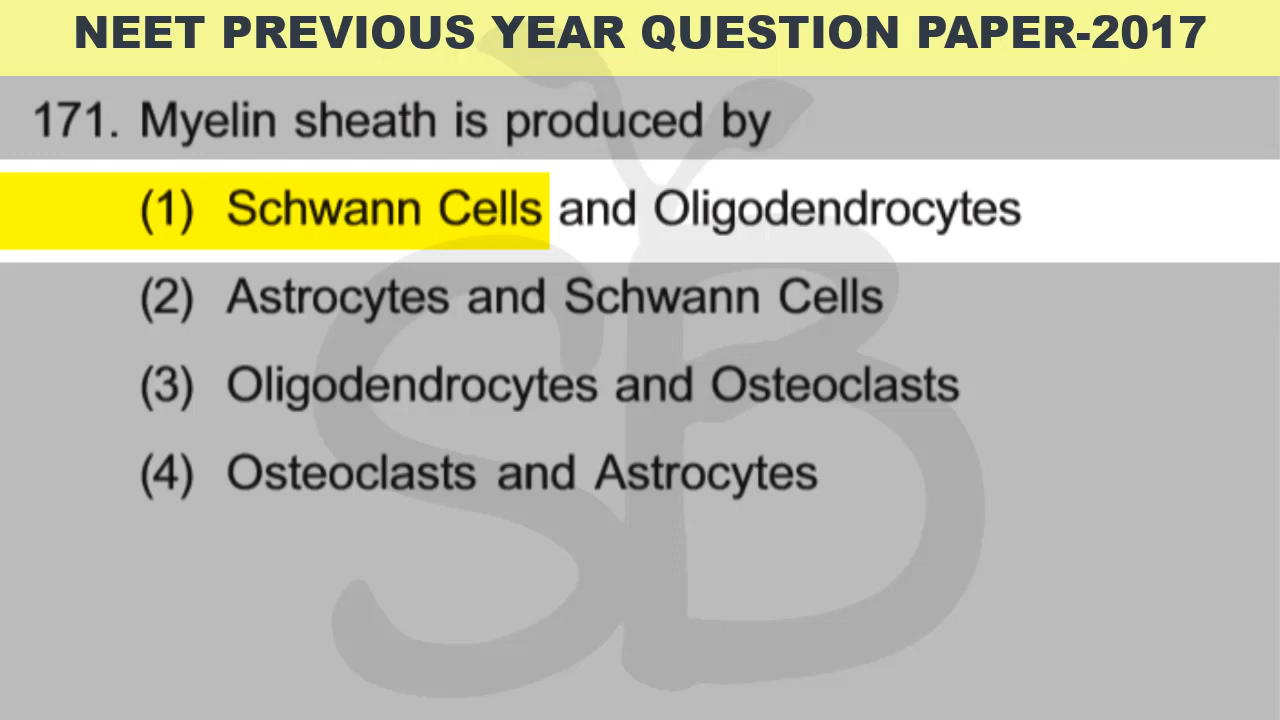 NEET PREVIOUS YEAR QUESTION PAPER-2017
171. Myelin sheath is produced by
(1) Schwann Cells and Oligodendrocytes
(2) Astrocytes and Schwann Cells
(3) Oligodendrocytes and Osteoclasts
(4) Osteoclasts and Astrocytes
SB